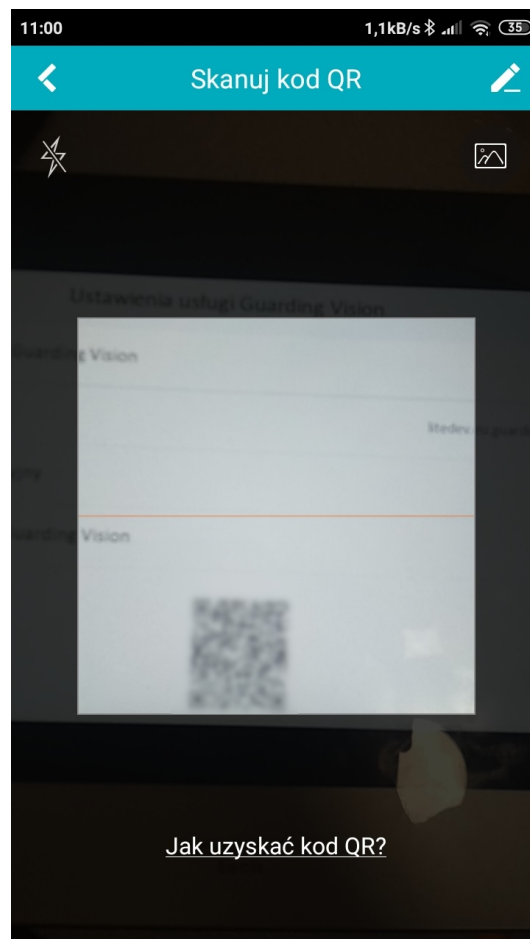 11:00 1,1kB/s 35
Skanuj kod QR
Ustawienia usługi Guarding Vision
Guarding Vision
litedev.
Guarding Vision
Jak uzyskać kod QR?